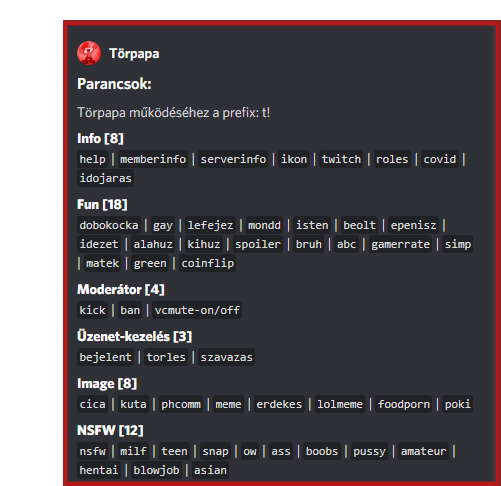 Törpapa
Parancsok:
Törpapa működéséhez a prefix: t!
Info [8]
help | memberinfo | serverinfo | ikon | twitch | roles | covid |
idojaras
Fun [18]
dobokocka | gay | lefejez | mondd | isten | beolt | epenisz |
idezet | alahuz | kihuz | spoiler | bruh | abc | gamerrate | simp
| matek | green | coinflip
Moderátor [4]
kick | ban | vcmute-on/off
Üzenet-kezelés [3]
bejelent | torles | szavazas
Image [8]
cica | kuta | phcomm | meme | erdekes | lolmeme | foodporn | poki
NSFW [12]
nsfw | milf | teen | snap | ow | ass | boobs | pussy | amateur |
hentai | blowjob | asian